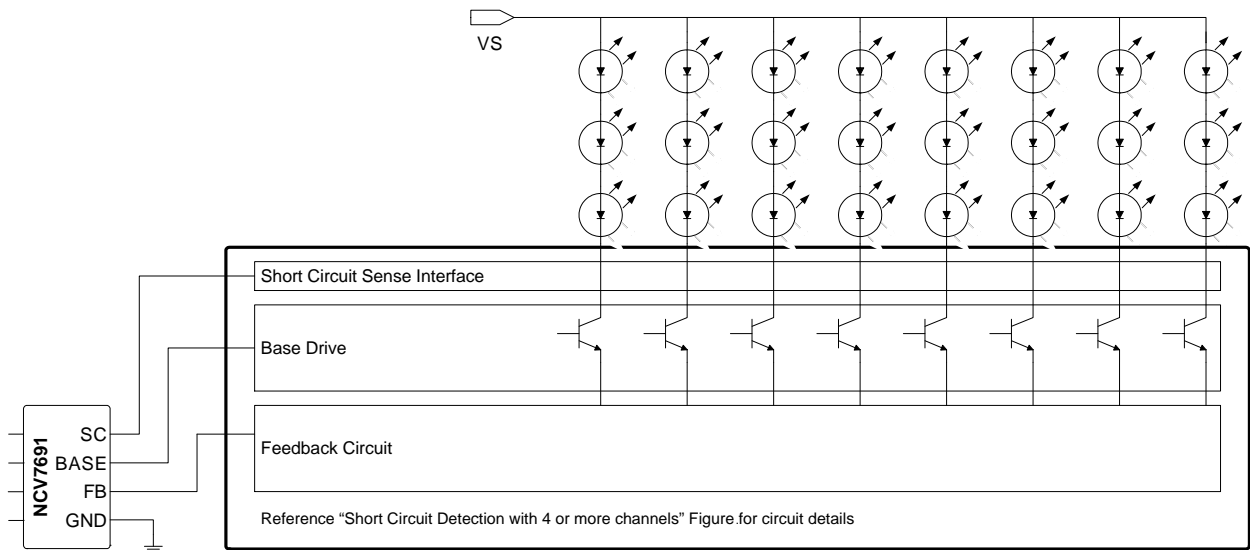 VS
Short Circuit Sense Interface
Base Drive
Feedback Circuit
NCV7691
SC
BASE
FB
GND
Reference “Short Circuit Detection with 4 or more channels” Figure.for circuit details